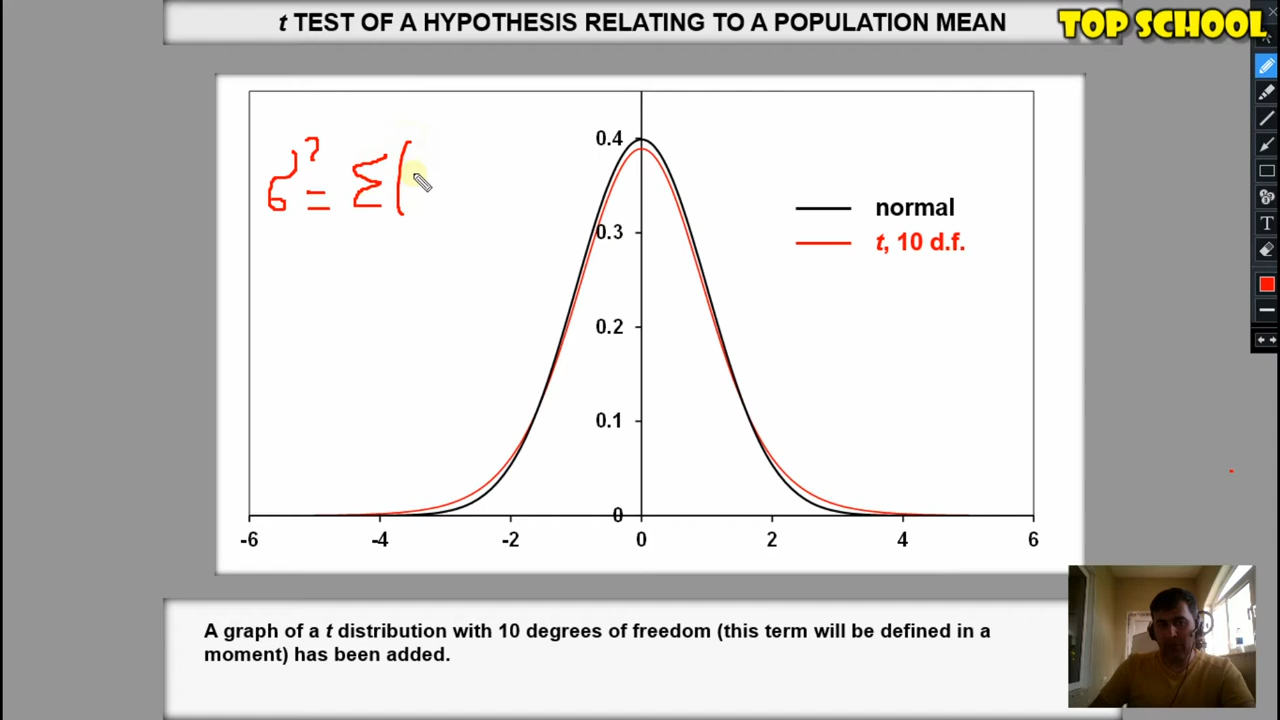 t TEST OF A HYPOTHESIS RELATING TO A POPULATION MEAN
TOP SCHOOL
σ² = Σ(
0.4
0.3
0.2
0.1
0
normal
t, 10 d.f.
-6 -4 -2 0 2 4 6
A graph of a t distribution with 10 degrees of freedom (this term will be defined in a
moment) has been added.